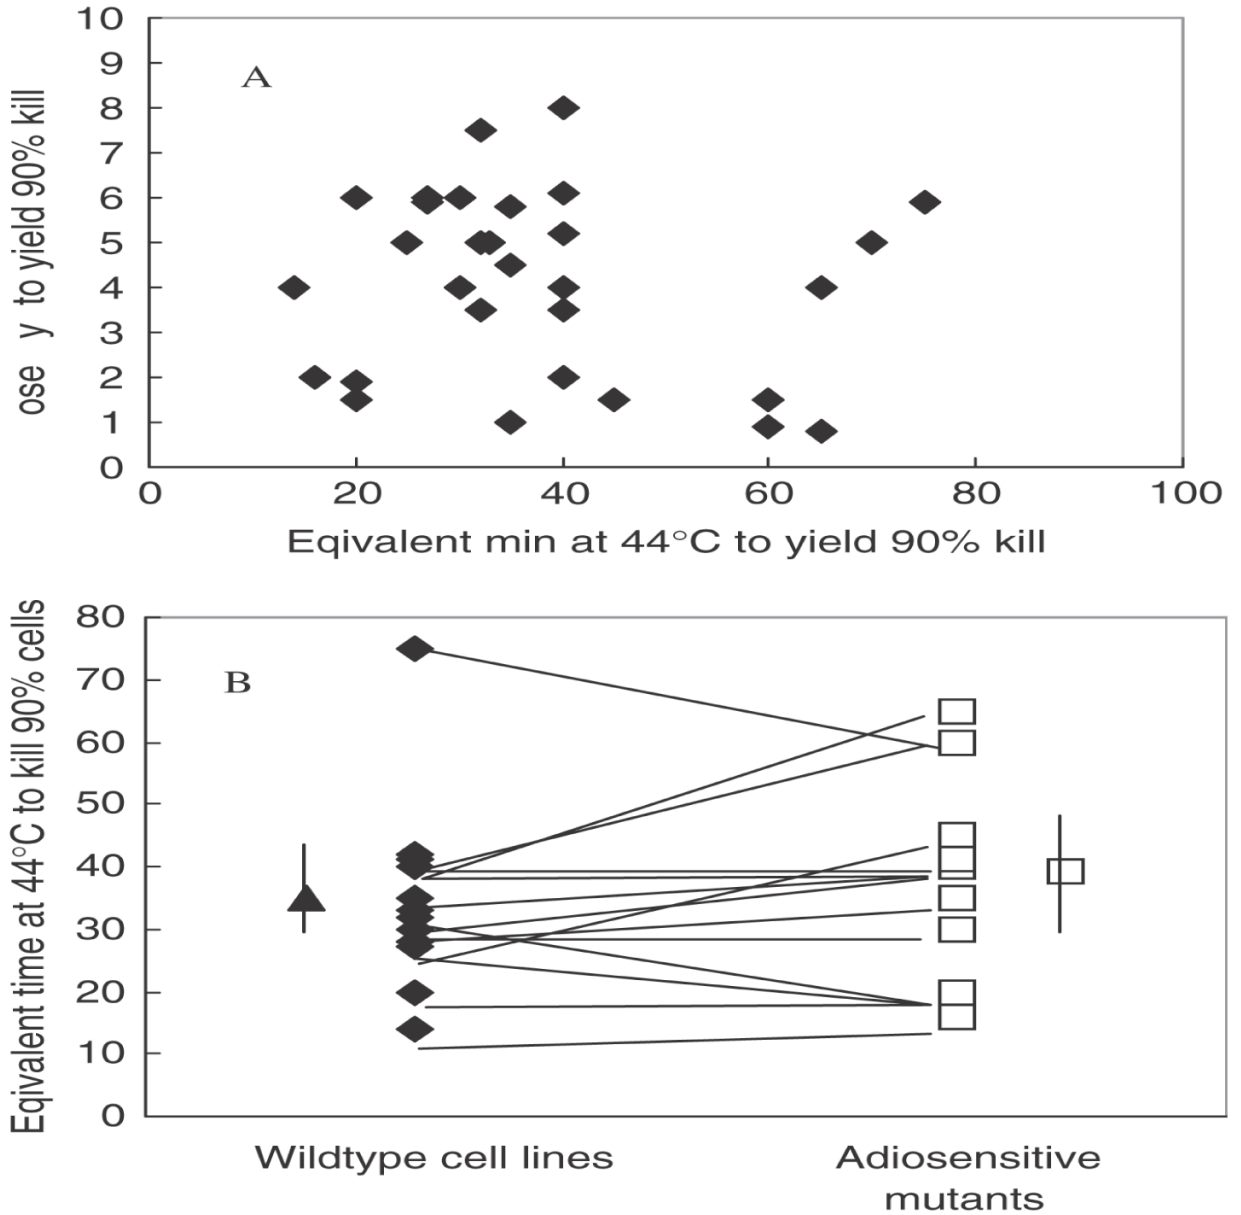 10
9
A
8
7
6
5
4
3
2
1
0
ose y to yield 90% kill
0 20 40 60 80 100
Eqivalent min at 44°C to yield 90% kill
80
70
B
60
50
40
30
20
10
0
Eqivalent time at 44°C to kill 90% cells
Wildtype cell lines
Adiosensitive
mutants